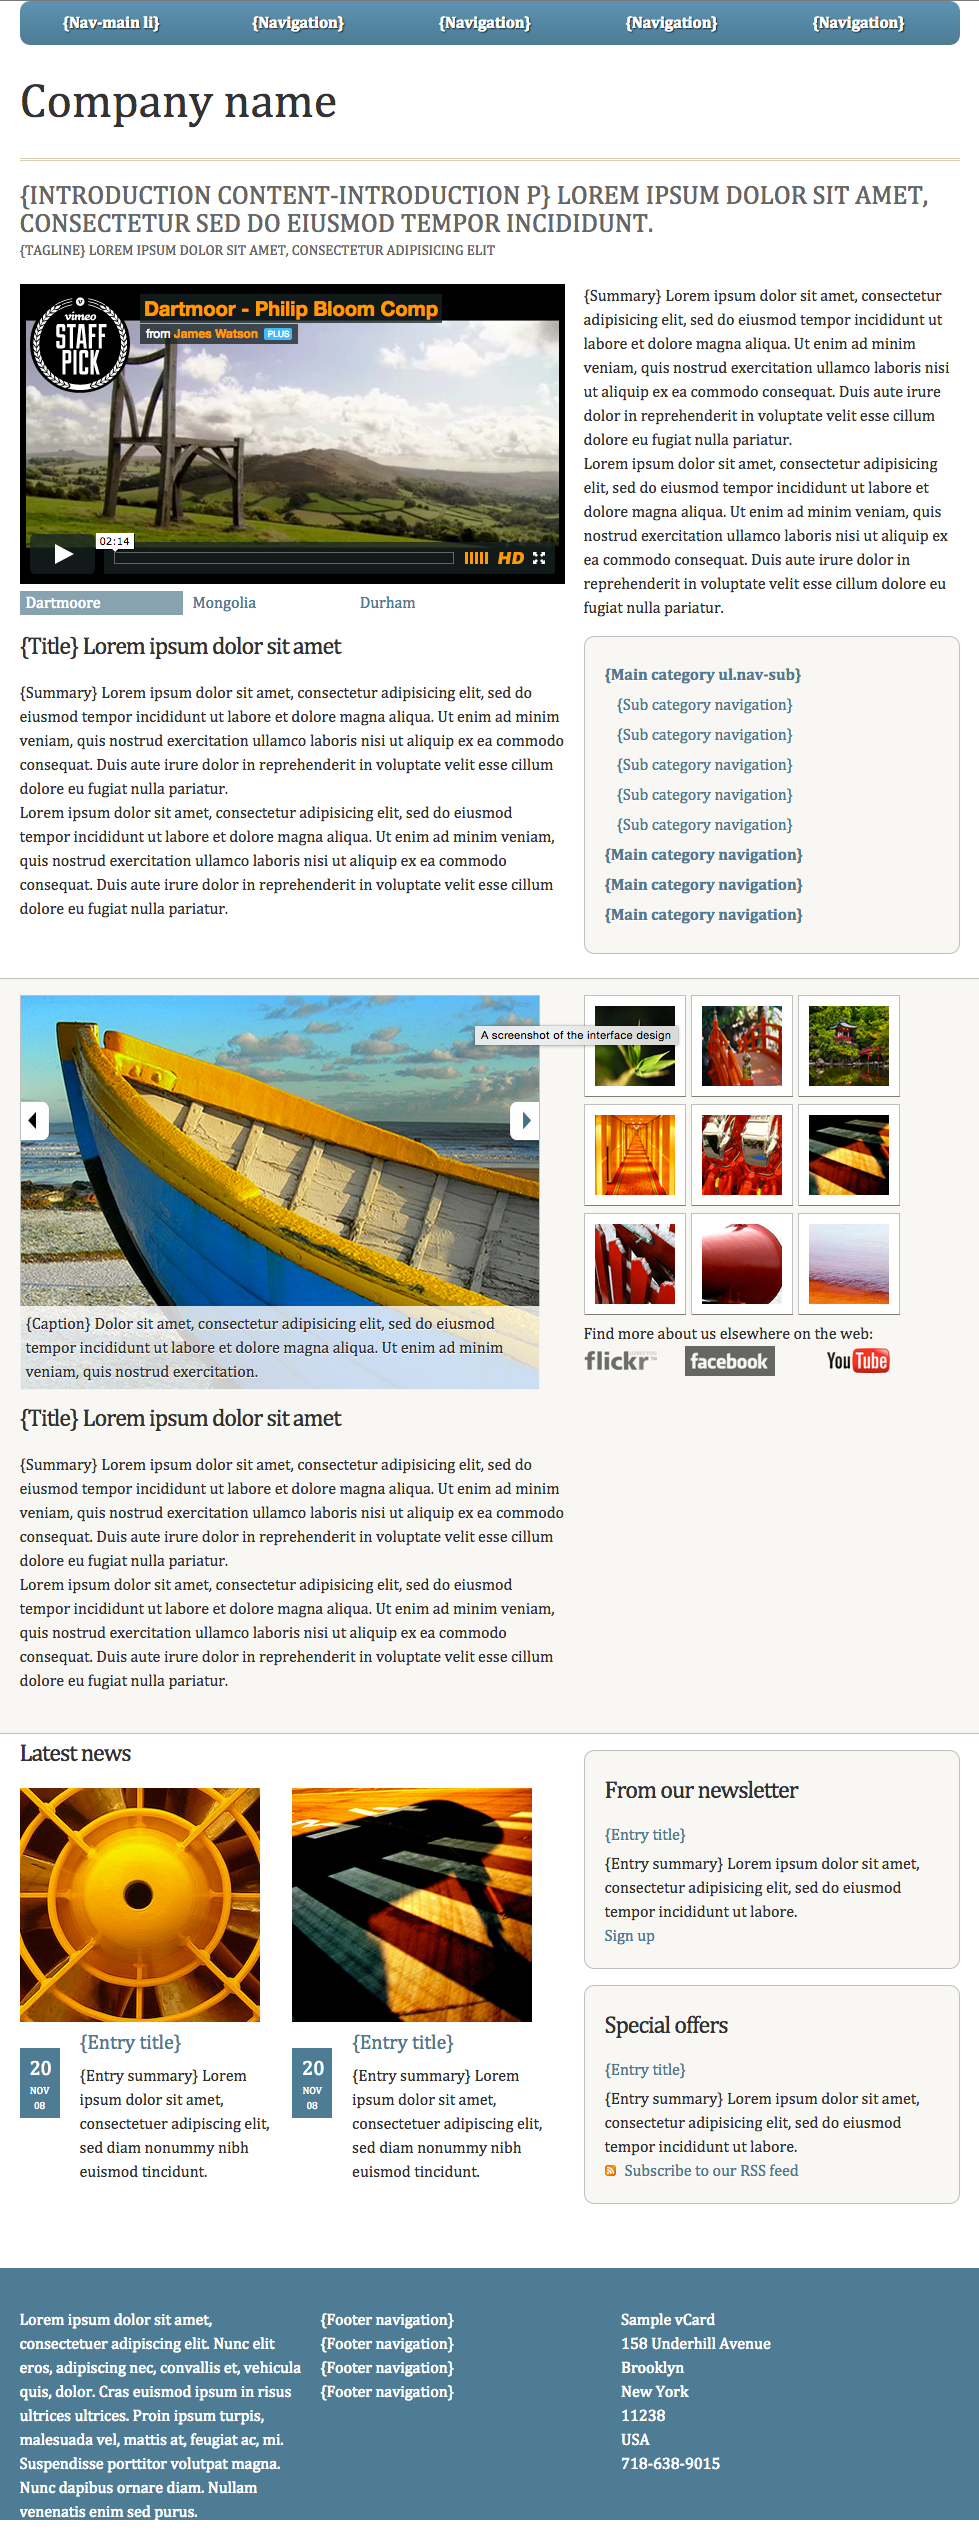 {Nav-main li} {Navigation} {Navigation} {Navigation} {Navigation}
Company name
{INTRODUCTION CONTENT-INTRODUCTION P} LOREM IPSUM DOLOR SIT AMET,
CONSECTETUR SED DO EIUSMOD TEMPOR INCIDIDUNT.
{TAGLINE} LOREM IPSUM DOLOR SIT AMET, CONSECTETUR ADIPISICING ELIT
vimeo
STAFF
PICK
Dartmoor - Philip Bloom Comp
from James Watson PLUS
02:14
HD
Dartmoore Mongolia Durham
{Summary} Lorem ipsum dolor sit amet, consectetur
adipisicing elit, sed do eiusmod tempor incididunt ut
labore et dolore magna aliqua. Ut enim ad minim
veniam, quis nostrud exercitation ullamco laboris nisi
ut aliquip ex ea commodo consequat. Duis aute irure
dolor in reprehenderit in voluptate velit esse cillum
dolore eu fugiat nulla pariatur.
Lorem ipsum dolor sit amet, consectetur adipisicing
elit, sed do eiusmod tempor incididunt ut labore et
dolore magna aliqua. Ut enim ad minim veniam, quis
nostrud exercitation ullamco laboris nisi ut aliquip ex
ea commodo consequat. Duis aute irure dolor in
reprehenderit in voluptate velit esse cillum dolore eu
fugiat nulla pariatur.
{Title} Lorem ipsum dolor sit amet
{Summary} Lorem ipsum dolor sit amet, consectetur adipisicing elit, sed do
eiusmod tempor incididunt ut labore et dolore magna aliqua. Ut enim ad minim
veniam, quis nostrud exercitation ullamco laboris nisi ut aliquip ex ea commodo
consequat. Duis aute irure dolor in reprehenderit in voluptate velit esse cillum
dolore eu fugiat nulla pariatur.
Lorem ipsum dolor sit amet, consectetur adipisicing elit, sed do eiusmod
tempor incididunt ut labore et dolore magna aliqua. Ut enim ad minim veniam,
quis nostrud exercitation ullamco laboris nisi ut aliquip ex ea commodo
consequat. Duis aute irure dolor in reprehenderit in voluptate velit esse cillum
dolore eu fugiat nulla pariatur.
{Main category ul.nav-sub}
{Sub category navigation}
{Sub category navigation}
{Sub category navigation}
{Sub category navigation}
{Sub category navigation}
{Main category navigation}
{Main category navigation}
{Main category navigation}
A screenshot of the interface design
{Caption} Dolor sit amet, consectetur adipisicing elit, sed do eiusmod
tempor incididunt ut labore et dolore magna aliqua. Ut enim ad minim
veniam, quis nostrud exercitation.
Find more about us elsewhere on the web:
flickr facebook YouTube
{Title} Lorem ipsum dolor sit amet
{Summary} Lorem ipsum dolor sit amet, consectetur adipisicing elit, sed do
eiusmod tempor incididunt ut labore et dolore magna aliqua. Ut enim ad minim
veniam, quis nostrud exercitation ullamco laboris nisi ut aliquip ex ea commodo
consequat. Duis aute irure dolor in reprehenderit in voluptate velit esse cillum
dolore eu fugiat nulla pariatur.
Lorem ipsum dolor sit amet, consectetur adipisicing elit, sed do eiusmod
tempor incididunt ut labore et dolore magna aliqua. Ut enim ad minim veniam,
quis nostrud exercitation ullamco laboris nisi ut aliquip ex ea commodo
consequat. Duis aute irure dolor in reprehenderit in voluptate velit esse cillum
dolore eu fugiat nulla pariatur.
Latest news
20
NOV
08
{Entry title}
{Entry summary} Lorem
ipsum dolor sit amet,
consectetuer adipiscing elit,
sed diam nonummy nibh
euismod tincidunt.
20
NOV
08
{Entry title}
{Entry summary} Lorem
ipsum dolor sit amet,
consectetuer adipiscing elit,
sed diam nonummy nibh
euismod tincidunt.
From our newsletter
{Entry title}
{Entry summary} Lorem ipsum dolor sit amet,
consectetur adipisicing elit, sed do eiusmod
tempor incididunt ut labore.
Sign up
Special offers
{Entry title}
{Entry summary} Lorem ipsum dolor sit amet,
consectetur adipisicing elit, sed do eiusmod
tempor incididunt ut labore.
Subscribe to our RSS feed
Lorem ipsum dolor sit amet,
consectetuer adipiscing elit. Nunc elit
eros, adipiscing nec, convallis et, vehicula
quis, dolor. Cras euismod ipsum in risus
ultrices ultrices. Proin ipsum turpis,
malesuada vel, mattis at, feugiat ac, mi.
Suspendisse porttitor volutpat magna.
Nunc dapibus ornare diam. Nullam
venenatis enim sed purus.
{Footer navigation}
{Footer navigation}
{Footer navigation}
{Footer navigation}
Sample vCard
158 Underhill Avenue
Brooklyn
New York
11238
USA
718-638-9015